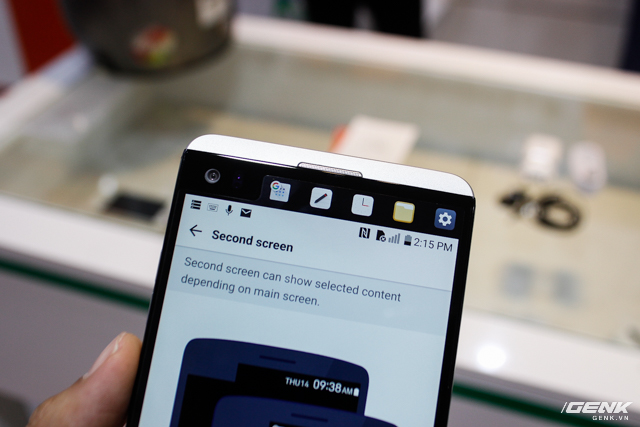 G
2:15 PM
Second screen
Second screen can show selected content
depending on main screen.
THU14 09:38AM
GENK
GENK.VN